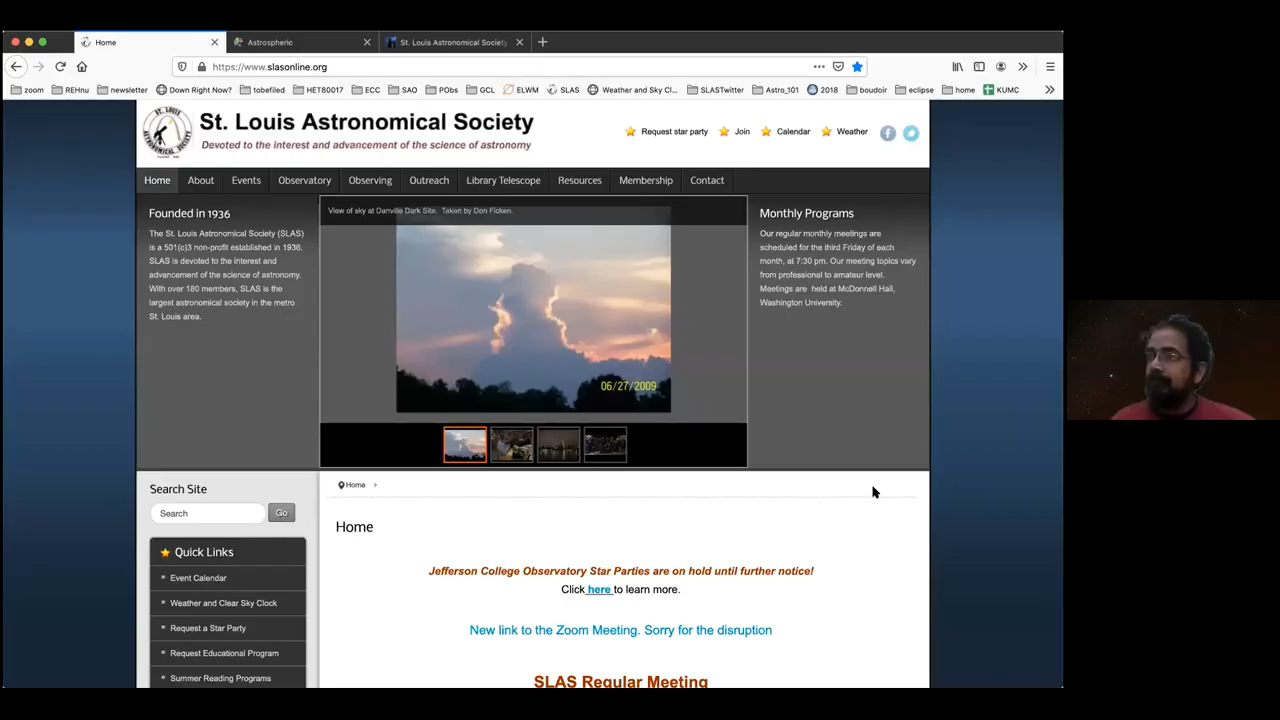 Home
Astrospheric
St. Louis Astronomical Society
https://www.slasonline.org
zoom
REHnu
newsletter
Down Right Now?
tobefiled
HET80017
ECC
SAO
PObs
GCL
ELWM
SLAS
Weather and Sky Cl...
SLASTwitter
Astro_101
2018
boudoir
eclipse
home
KUMC
St. Louis Astronomical Society
Devoted to the interest and advancement of the science of astronomy
Request star party
Join
Calendar
Weather
Home
About
Events
Observatory
Observing
Outreach
Library Telescope
Resources
Membership
Contact
Founded in 1936
The St. Louis Astronomical Society (SLAS)
is a 501(c)3 non-profit established in 1936.
SLAS is devoted to the interest and
advancement of the science of astronomy.
With over 180 members, SLAS is the
largest astronomical society in the metro
St. Louis area.
View of sky at Danville Dark Site. Taken by Don Ficken.
06/27/2009
Monthly Programs
Our regular monthly meetings are
scheduled for the third Friday of each
month, at 7:30 pm. Our meeting topics vary
from professional to amateur level.
Meetings are held at McDonnell Hall,
Washington University.
Search Site
Search
Go
Quick Links
Event Calendar
Weather and Clear Sky Clock
Request a Star Party
Request Educational Program
Summer Reading Programs
Home
Home
Jefferson College Observatory Star Parties are on hold until further notice!
Click here to learn more.
New link to the Zoom Meeting. Sorry for the disruption
SLAS Regular Meeting